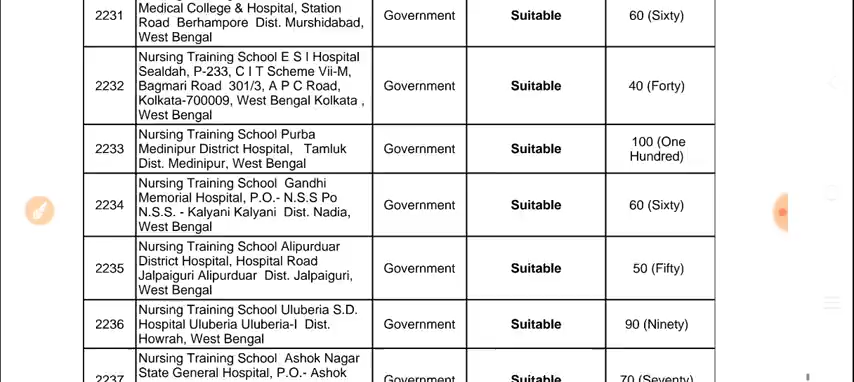 2231
Medical College & Hospital, Station
Road Berhampore Dist. Murshidabad,
West Bengal
Government
Suitable
60 (Sixty)
2232
Nursing Training School E S I Hospital
Sealdah, P-233, C I T Scheme Vii-M,
Bagmari Road 301/3, A P C Road,
Kolkata-700009, West Bengal Kolkata ,
West Bengal
Government
Suitable
40 (Forty)
2233
Nursing Training School Purba
Medinipur District Hospital, Tamluk
Dist. Medinipur, West Bengal
Government
Suitable
100 (One
Hundred)
2234
Nursing Training School Gandhi
Memorial Hospital, P.O.- N.S.S Po
N.S.S. - Kalyani Kalyani Dist. Nadia,
West Bengal
Government
Suitable
60 (Sixty)
2235
Nursing Training School Alipurduar
District Hospital, Hospital Road
Jalpaiguri Alipurduar Dist. Jalpaiguri,
West Bengal
Government
Suitable
50 (Fifty)
2236
Nursing Training School Uluberia S.D.
Hospital Uluberia Uluberia-I Dist.
Howrah, West Bengal
Government
Suitable
90 (Ninety)
2237
Nursing Training School Ashok Nagar
State General Hospital, P.O.- Ashok
Government
Suitable
70 (Seventy)